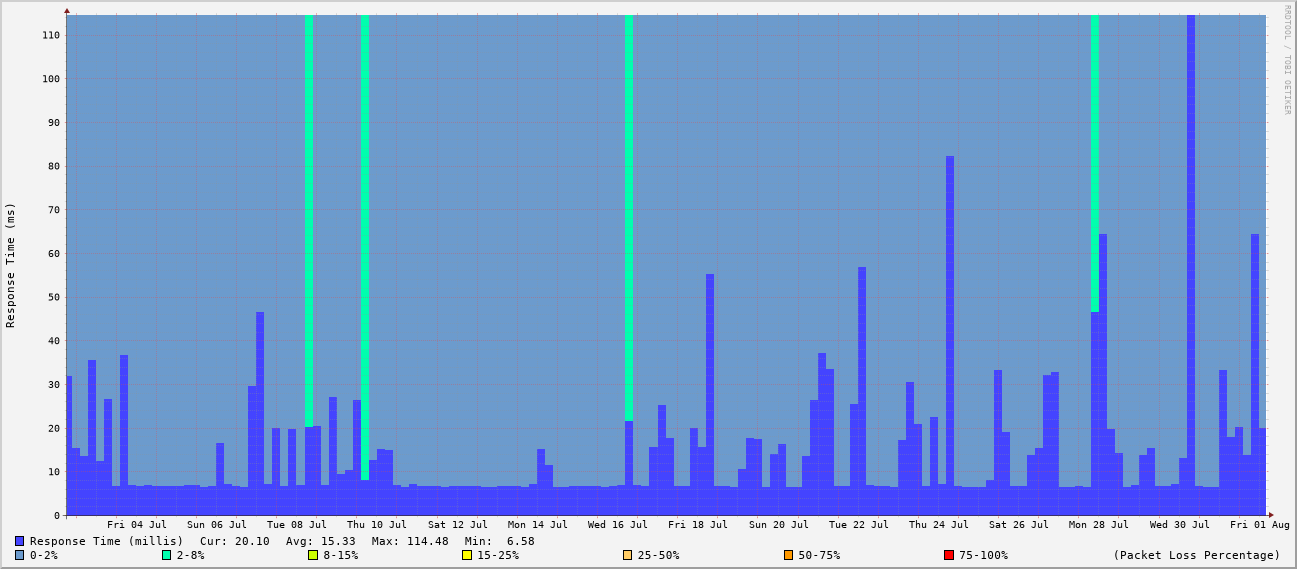 RRDTOOL / TOBI OETIKER
Response Time (ms)
110
100
90
80
70
60
50
40
30
20
10
0
Fri 04 Jul Sun 06 Jul Tue 08 Jul Thu 10 Jul Sat 12 Jul Mon 14 Jul Wed 16 Jul Fri 18 Jul Sun 20 Jul Tue 22 Jul Thu 24 Jul Sat 26 Jul Mon 28 Jul Wed 30 Jul Fri 01 Aug
Response Time (millis) Cur: 20.10 Avg: 15.33 Max: 114.48 Min: 6.58
0-2% 2-8% 8-15% 15-25% 25-50% 50-75% 75-100% (Packet Loss Percentage)